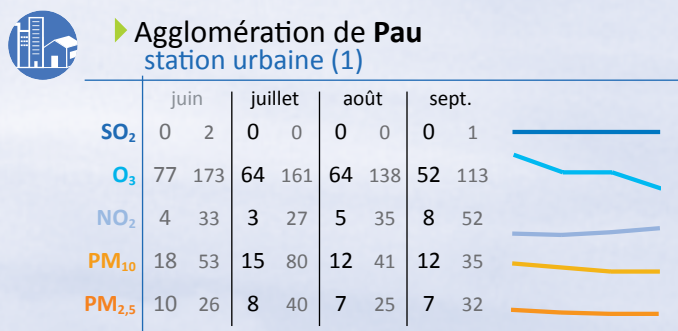 Agglomération de Pau
station urbaine (1)
juin juillet août sept.
SO₂ 0 2 0 0 0 0 0 1
O₃ 77 173 64 161 64 138 52 113
NO₂ 4 33 3 27 5 35 8 52
PM₁₀ 18 53 15 80 12 41 12 35
PM₂,₅ 10 26 8 40 7 25 7 32